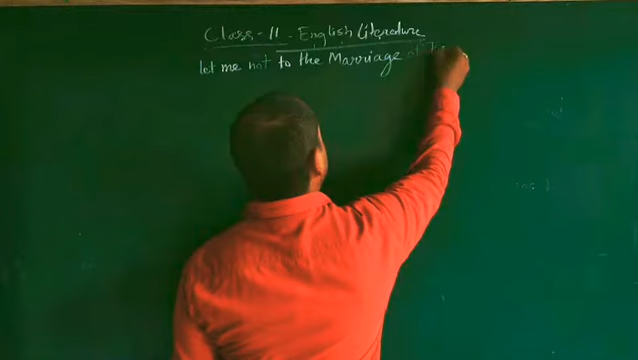 Class-11 - English Literature
let me not to the Marriage of